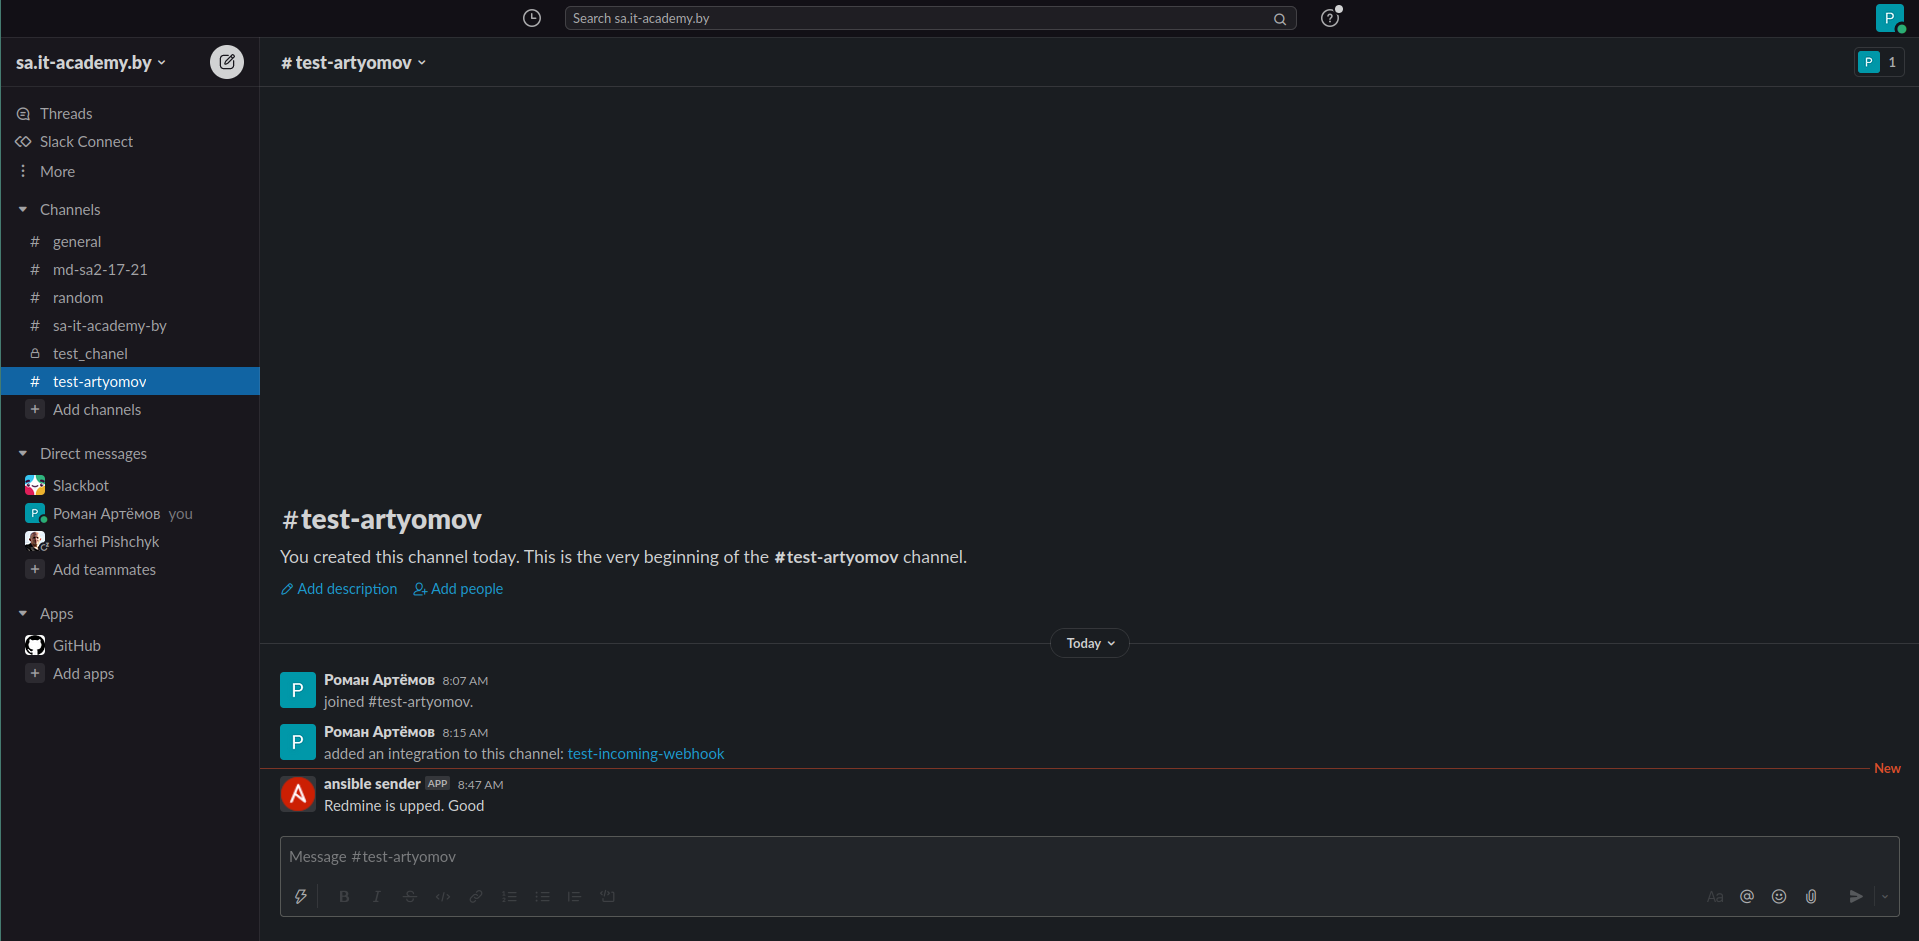 Search sa.it-academy.by
P
sa.it-academy.by
# test-artyomov
P 1
Threads
Slack Connect
More
Channels
# general
# md-sa2-17-21
# random
# sa-it-academy-by
test_chanel
# test-artyomov
+ Add channels
Direct messages
Slackbot
P Роман Артёмов you
Siarhei Pishchyk
+ Add teammates
Apps
GitHub
+ Add apps
#test-artyomov
You created this channel today. This is the very beginning of the #test-artyomov channel.
Add description Add people
Today
P Роман Артёмов 8:07 AM
joined #test-artyomov.
P Роман Артёмов 8:15 AM
added an integration to this channel: test-incoming-webhook
New
ansible sender APP 8:47 AM
Redmine is upped. Good
Message #test-artyomov
B I S Aa @